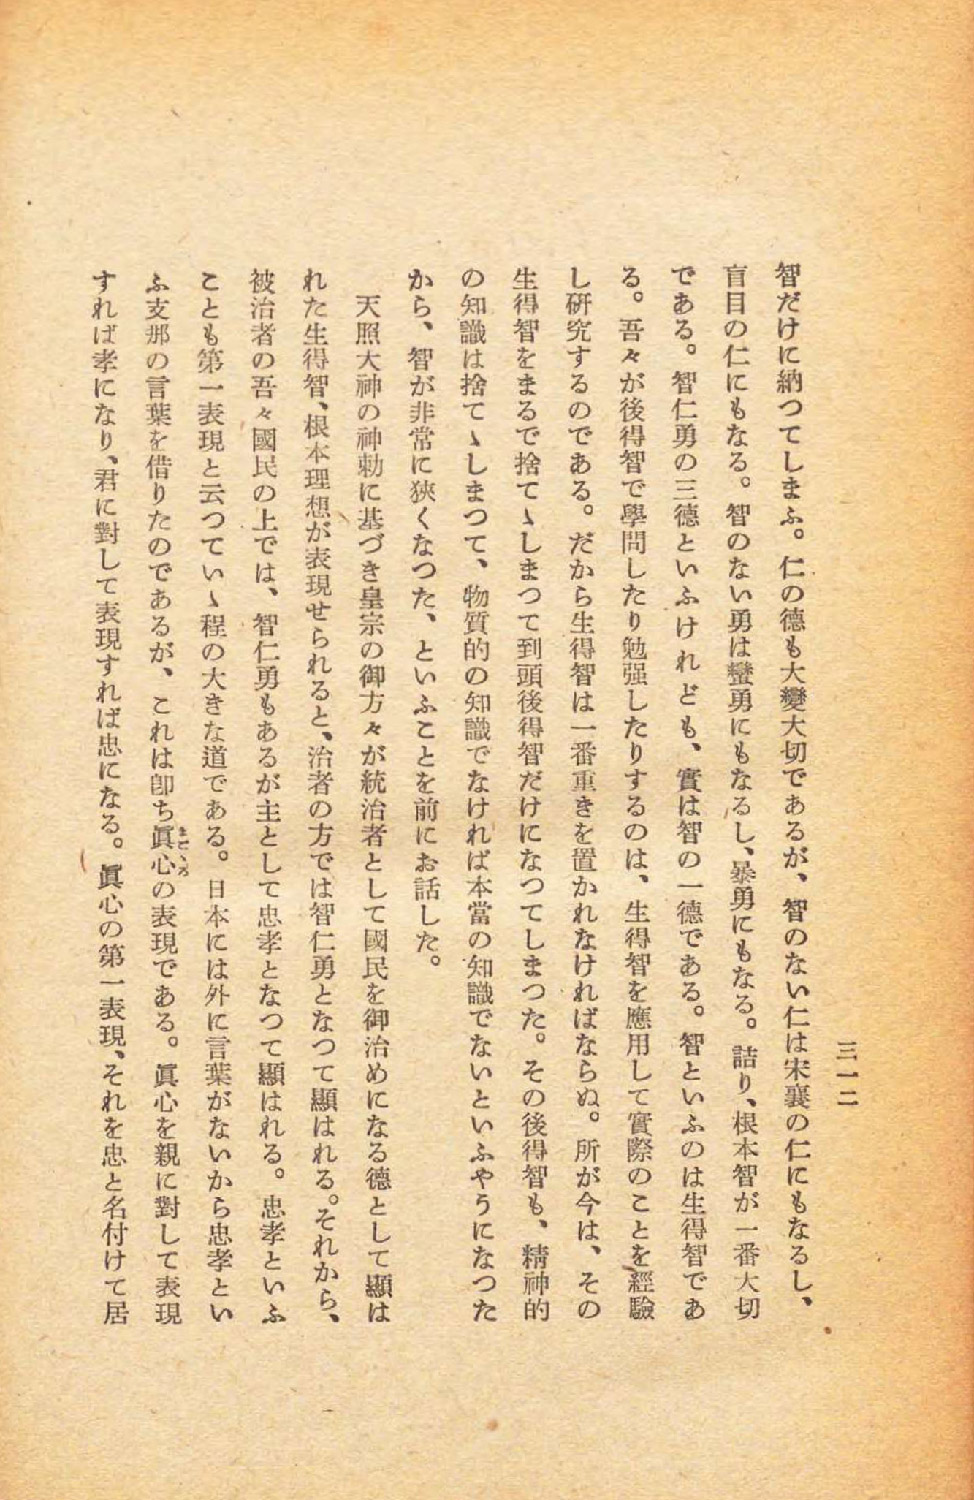 三一二
智だけに納つてしまふ。仁の德も大變大切であるが、智のない仁は宋襄の仁にもなるし、
盲目の仁にもなる。智のない勇は蠻勇にもなるし、暴勇にもなる。詰り、根本智が一番大切
である。智仁勇の三德といふけれども、實は智の一德である。智といふのは生得智であ
る。吾々が後得智で學問したり勉强したりするのは、生得智を應用して實際のことを經驗
し硏究するのである。だから生得智は一番重きを置かれなければならぬ。所が今は、その
生得智をまるで捨てゝしまつて到頭後得智だけになつてしまつた。その後得智も、精神的
の知識は捨てゝしまつて、物質的の知識でなければ本當の知識でないといふやうになつた
から、智が非常に狹くなつた、といふことを前にお話した。
天照大神の神勅に基づき皇宗の御方々が統治者として國民を御治めになる德として顯は
れた生得智、根本理想が表現せられると、治者の方では智仁勇となつて顯はれる。それから、
被治者の吾々國民の上では、智仁勇もあるが主として忠孝となつて顯はれる。忠孝といふ
ことも第一表現と云つていゝ程の大きな道である。日本には外に言葉がないから忠孝とい
ふ支那の言葉を借りたのであるが、これは卽ち眞心まごゝろの表現である。眞心を親に對して表現
すれば孝になり、君に對して表現すれば忠になる。眞心の第一表現、それを忠と名付けて居